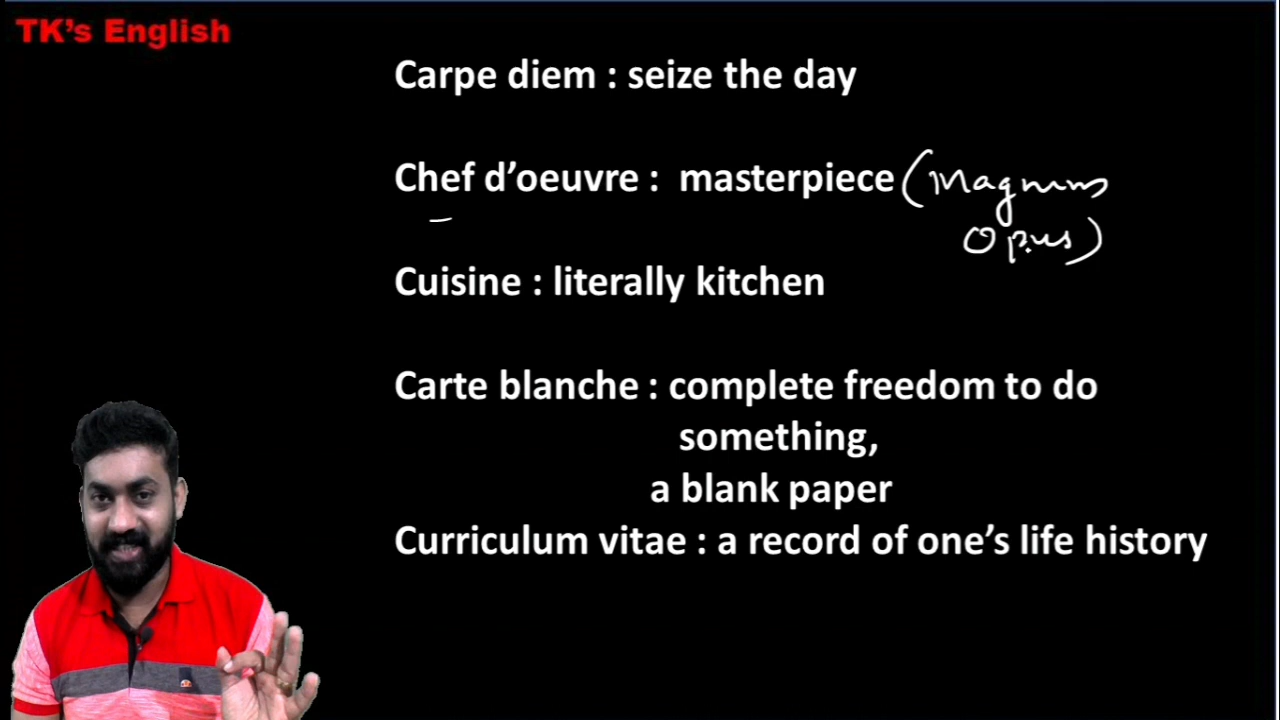 TK's English
Carpe diem : seize the day
Chef d'oeuvre : masterpiece (Magnum
Opus)
Cuisine : literally kitchen
Carte blanche : complete freedom to do
something,
a blank paper
Curriculum vitae : a record of one's life history